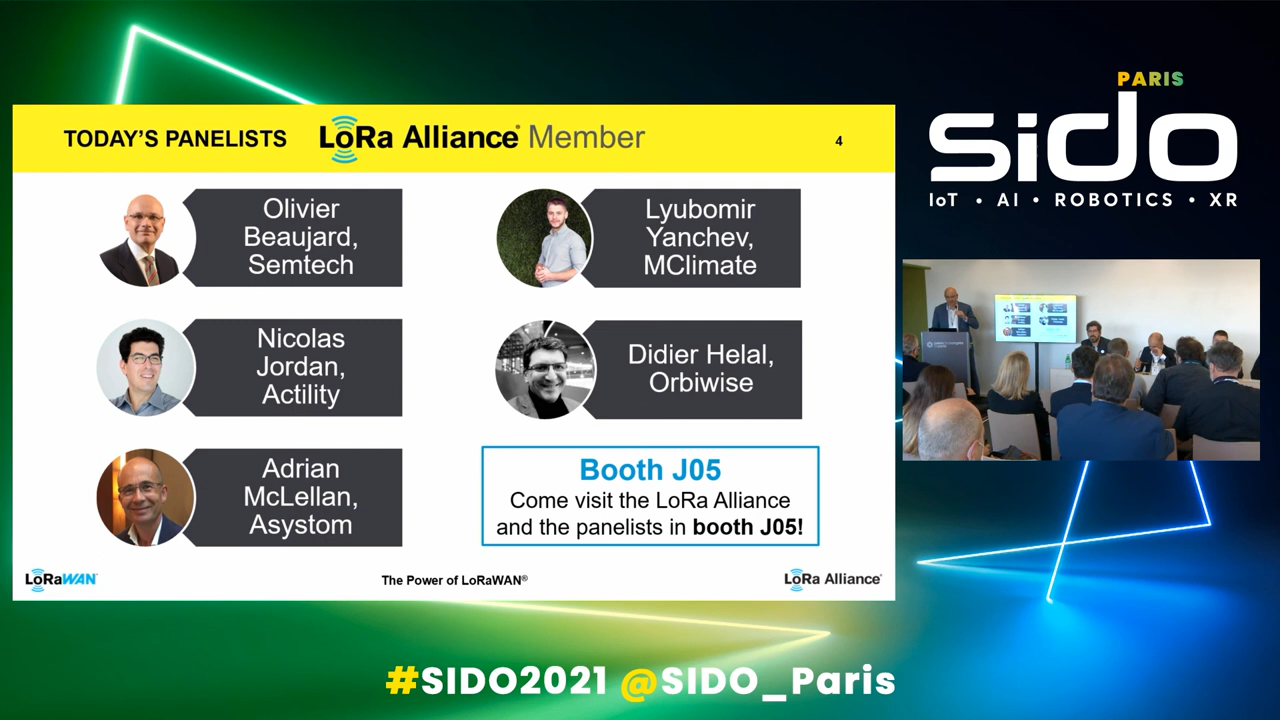 TODAY'S PANELISTS
LoRa Alliance® Member
4
Olivier
Beaujard,
Semtech
Lyubomir
Yanchev,
MClimate
Nicolas
Jordan,
Actility
Didier Helal,
Orbiwise
Adrian
McLellan,
Asystom
Booth J05
Come visit the LoRa Alliance
and the panelists in booth J05!
LoRaWAN
The Power of LoRaWAN®
LoRa Alliance®
PARIS
sido
IoT • AI • ROBOTICS • XR
#SIDO2021 @SIDO_Paris